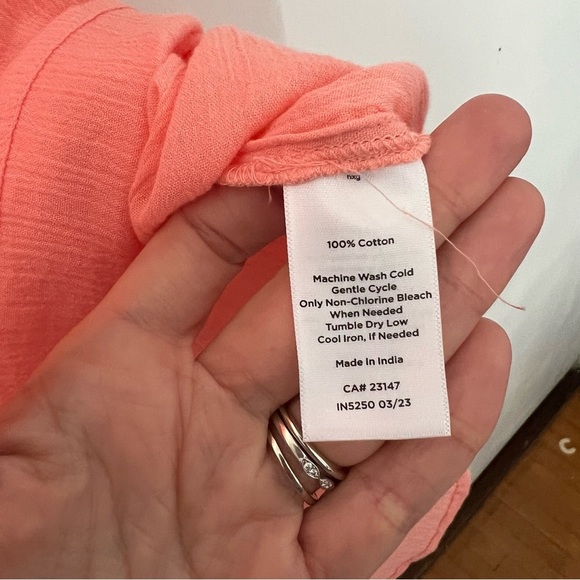 100% Cotton
Machine Wash Cold
Gentle Cycle
Only Non-Chlorine Bleach
When Needed
Tumble Dry Low
Cool Iron, If Needed
Made in India
CA# 23147
IN5250 03/23